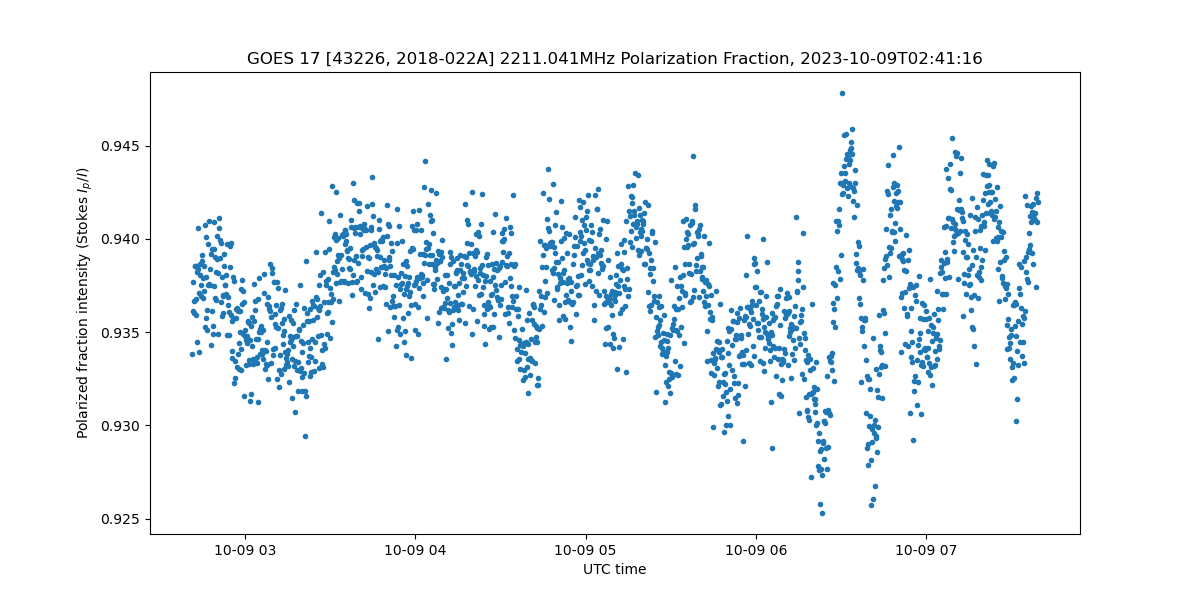 GOES 17 [43226, 2018-022A] 2211.041MHz Polarization Fraction, 2023-10-09T02:41:16
Polarized fraction intensity (Stokes Iₚ/I)
0.945
0.940
0.935
0.930
0.925
10-09 03 10-09 04 10-09 05 10-09 06 10-09 07
UTC time